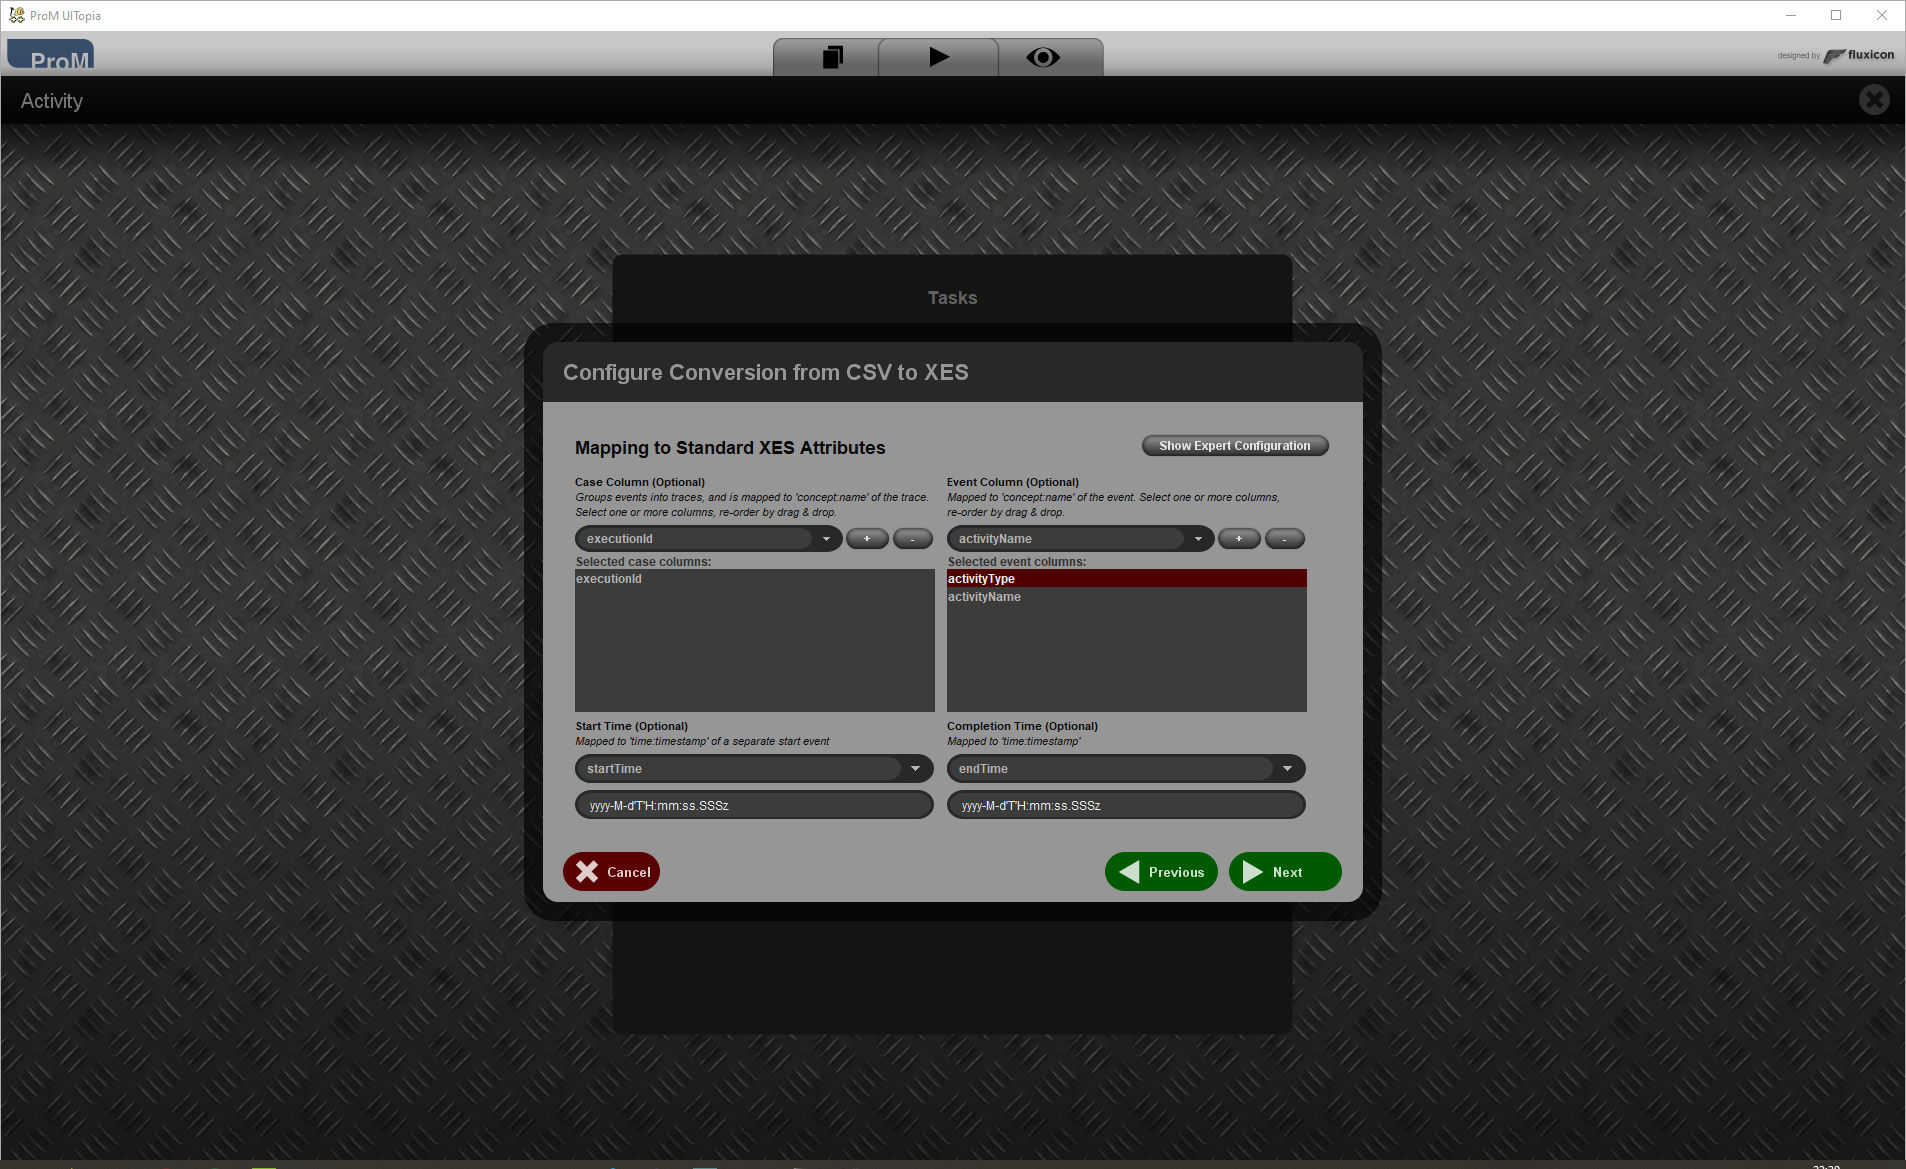 ProM UITopia
ProM
designed by fluxicon
Activity
Tasks
Configure Conversion from CSV to XES
Mapping to Standard XES Attributes
Show Expert Configuration
Case Column (Optional)
Groups events into traces, and is mapped to 'concept:name' of the trace.
Select one or more columns, re-order by drag & drop.
executionId
+
-
Selected case columns:
executionId
Event Column (Optional)
Mapped to 'concept:name' of the event. Select one or more columns,
re-order by drag & drop.
activityName
+
-
Selected event columns:
activityType
activityName
Start Time (Optional)
Mapped to 'time:timestamp' of a separate start event
startTime
yyyy-M-d'T'H:mm:ss.SSSz
Completion Time (Optional)
Mapped to 'time:timestamp'
endTime
yyyy-M-d'T'H:mm:ss.SSSz
Cancel
Previous
Next